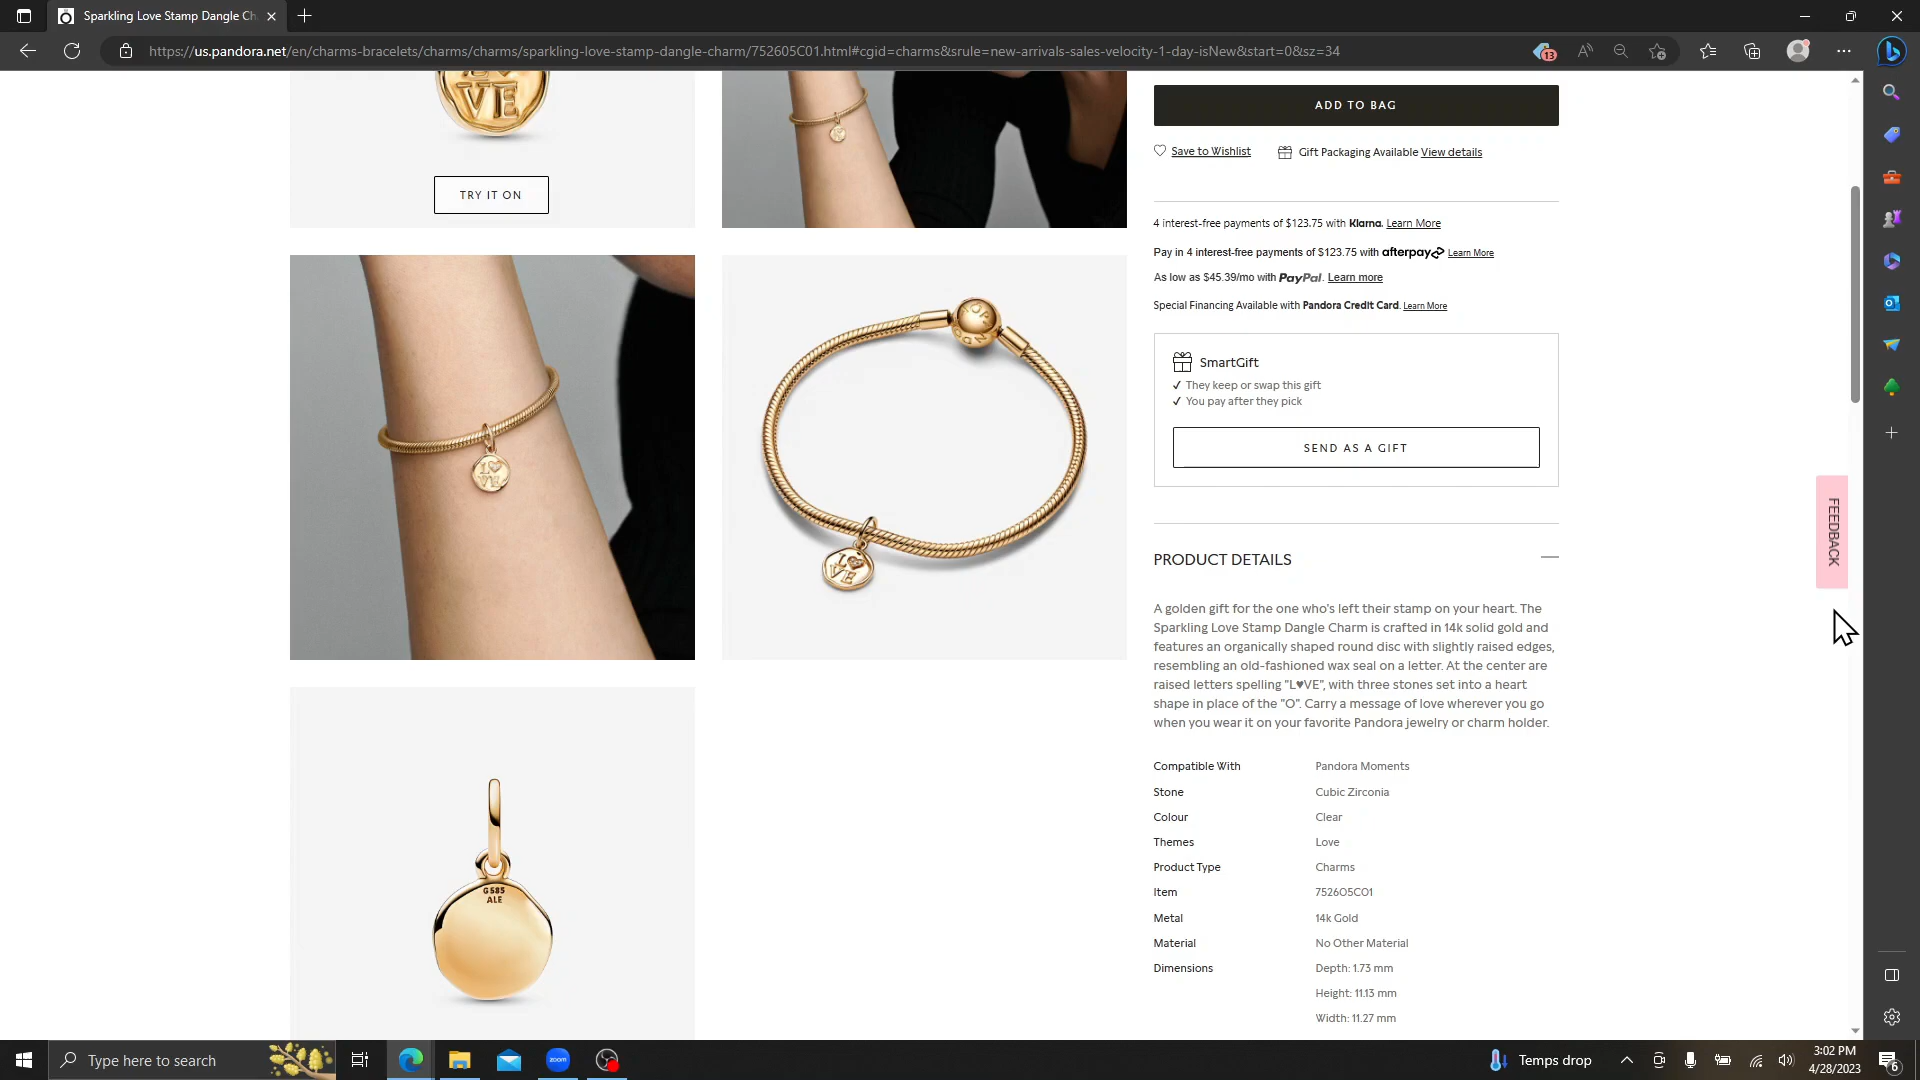 Sparkling Love Stamp Dangle Ch
https://us.pandora.net/en/charms-bracelets/charms/charms/sparkling-love-stamp-dangle-charm/752605C01.html#cgid=charms&srule=new-arrivals-sales-velocity-1-day-isNew&start=0&sz=34
13
VE
TRY IT ON
ADD TO BAG
Save to Wishlist
Gift Packaging Available View details
4 interest-free payments of $123.75 with Klarna. Learn More
Pay in 4 interest-free payments of $123.75 with afterpay Learn More
As low as $45.39/mo with PayPal. Learn more
Special Financing Available with Pandora Credit Card. Learn More
SmartGift
✓ They keep or swap this gift
✓ You pay after they pick
SEND AS A GIFT
FEEDBACK
L♥
VE
L♥
VE
PRODUCT DETAILS
A golden gift for the one who's left their stamp on your heart. The
Sparkling Love Stamp Dangle Charm is crafted in 14k solid gold and
features an organically shaped round disc with slightly raised edges,
resembling an old-fashioned wax seal on a letter. At the center are
raised letters spelling "L♥VE", with three stones set into a heart
shape in place of the "O". Carry a message of love wherever you go
when you wear it on your favorite Pandora jewelry or charm holder.
Compatible With Pandora Moments
Stone Cubic Zirconia
Colour Clear
Themes Love
Product Type Charms
Item 752605C01
Metal 14k Gold
Material No Other Material
Dimensions Depth: 1.73 mm
Height: 11.13 mm
Width: 11.27 mm
G585
ALE
Type here to search
zoom
Temps drop
3:02 PM
4/28/2023
6